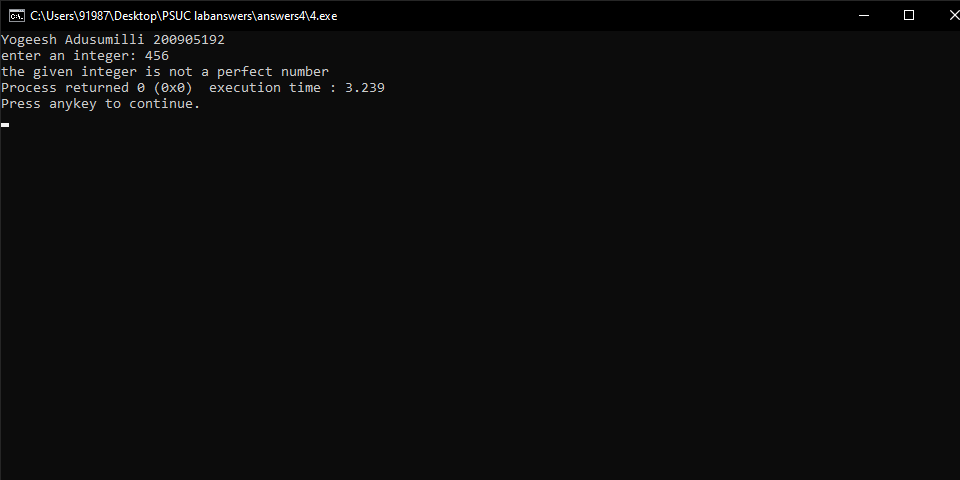 C:\Users\91987\Desktop\PSUC labanswers\answers4\4.exe
Yogeesh Adusumilli 200905192
enter an integer: 456
the given integer is not a perfect number
Process returned 0 (0x0)  execution time : 3.239
Press anykey to continue.